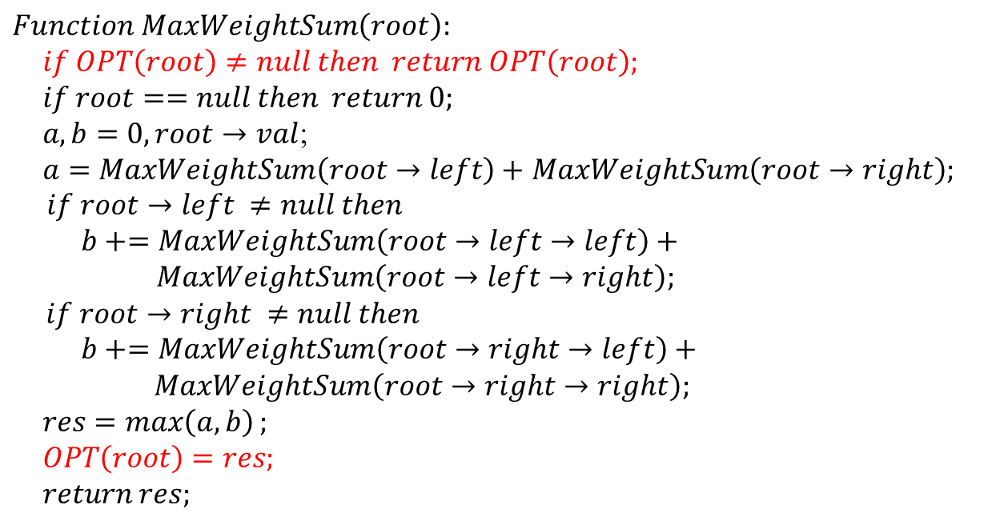 Function MaxWeightSum(root):
if OPT(root) ≠ null then return OPT(root);
if root == null then return 0;
a, b = 0, root → val;
a = MaxWeightSum(root → left) + MaxWeightSum(root → right);
if root → left ≠ null then
b += MaxWeightSum(root → left → left) +
MaxWeightSum(root → left → right);
if root → right ≠ null then
b += MaxWeightSum(root → right → left) +
MaxWeightSum(root → right → right);
res = max(a, b) ;
OPT(root) = res;
return res;